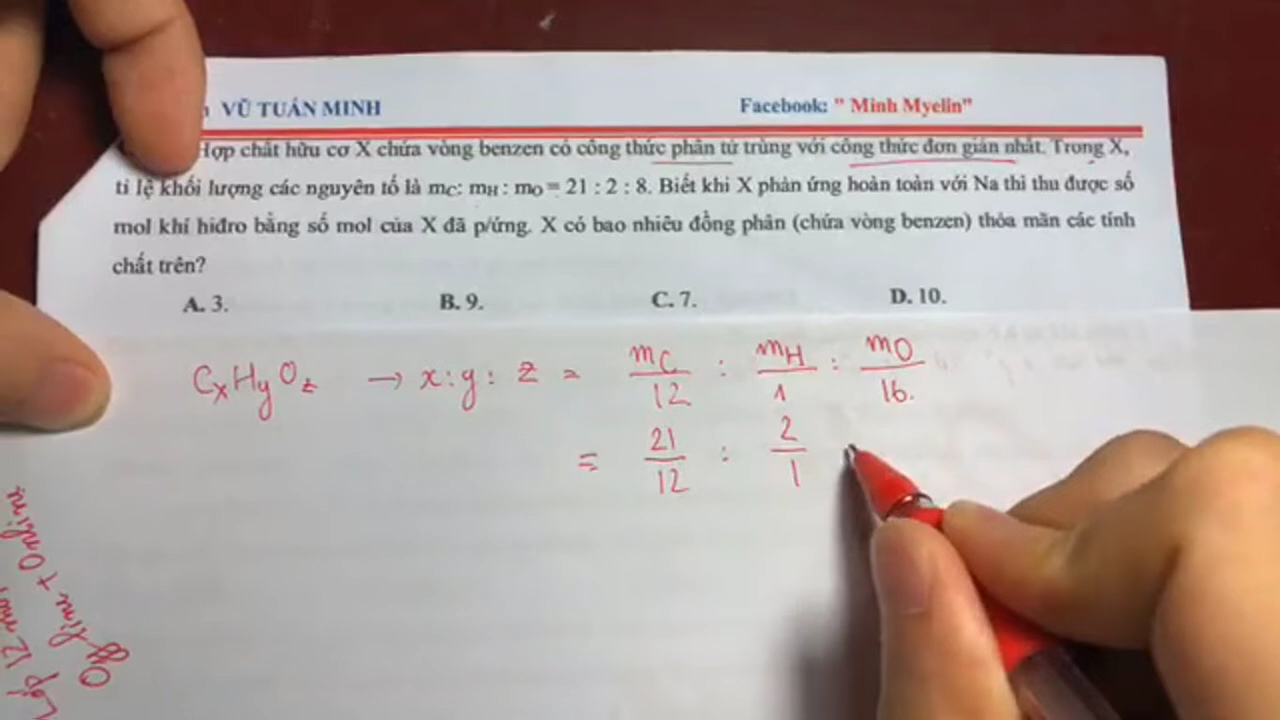 VŨ TUẤN MINH Facebook: " Minh Myelin"
Hợp chất hữu cơ X chứa vòng benzen có công thức phân tử trùng với công thức đơn giản nhất. Trong X,
tỉ lệ khối lượng các nguyên tố là mC: mH : mO = 21 : 2 : 8. Biết khi X phản ứng hoàn toàn với Na thì thu được số
mol khí hiđro bằng số mol của X đã p/ứng. X có bao nhiêu đồng phân (chứa vòng benzen) thỏa mãn các tính
chất trên?
A. 3. B. 9. C. 7. D. 10.
CxHyOz → x:y: z = mC/12 : mH/1 : mO/16.
= 21/12 : 2/1
Lớp 12
Offline + Online